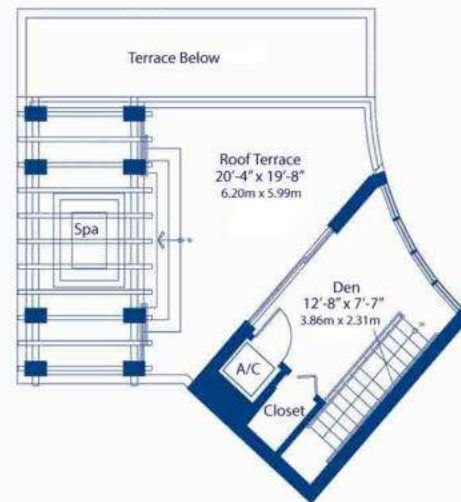 Terrace Below
Roof Terrace
20'-4" x 19'-8"
6.20m x 5.99m
Spa
Den
12'-8" x 7'-7"
3.86m x 2.31m
A/C
Closet